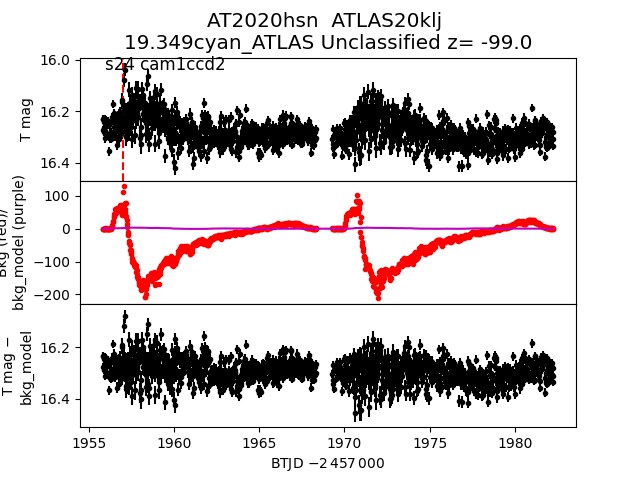 AT2020hsn  ATLAS20klj
19.349cyan_ATLAS Unclassified z= -99.0
s24 cam1ccd2
16.0
16.2
16.4
T mag
100
0
−100
−200
Bkg (red)/
bkg_model (purple)
16.2
16.4
T mag −
bkg_model
1955
1960
1965
1970
1975
1980
BTJD −2 457 000